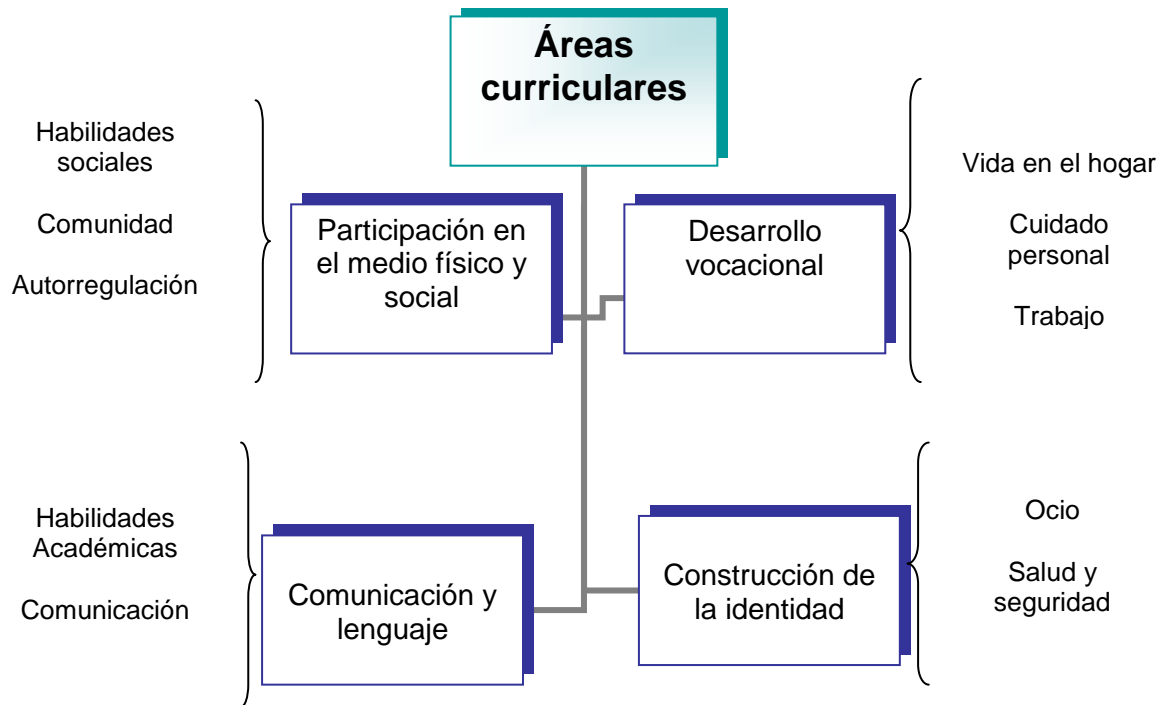 Áreas
curriculares
Habilidades
sociales
Comunidad
Autorregulación
Participación en
el medio físico y
social
Desarrollo
vocacional
Vida en el hogar
Cuidado
personal
Trabajo
Habilidades
Académicas
Comunicación
Comunicación y
lenguaje
Construcción de
la identidad
Ocio
Salud y
seguridad